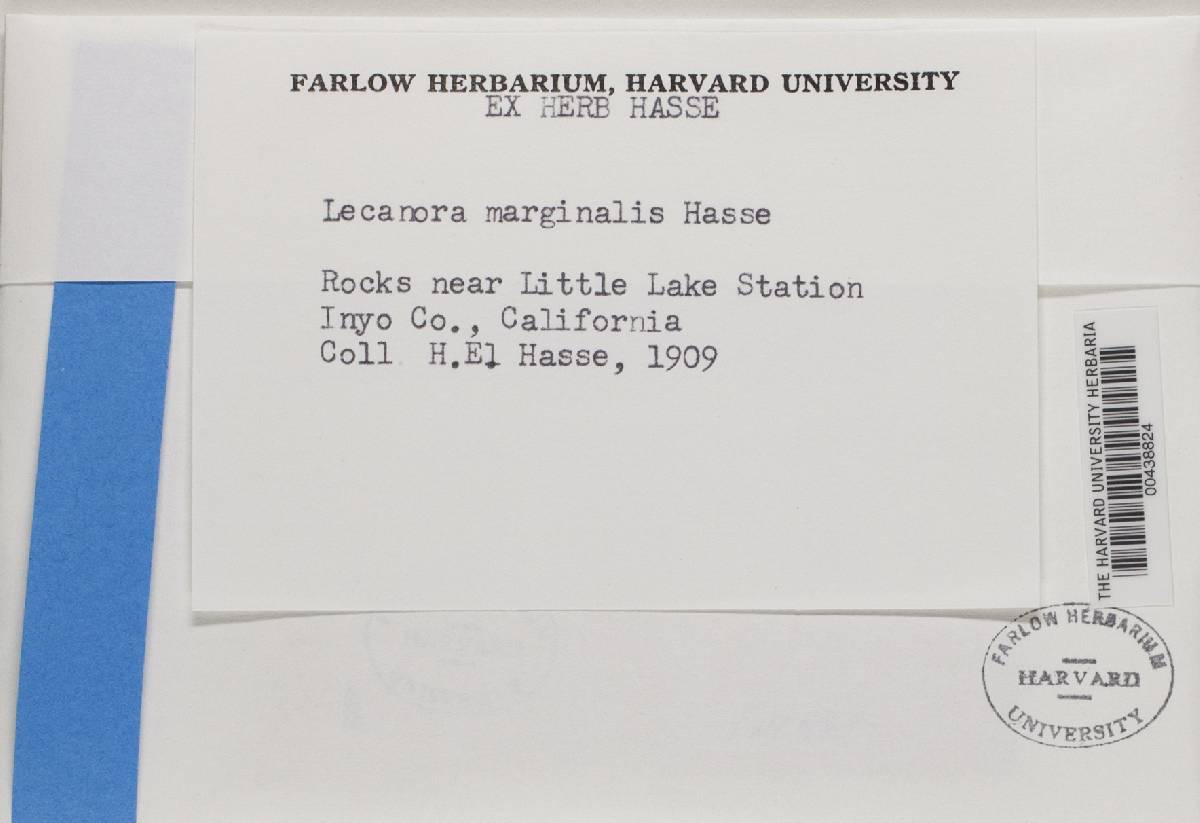 FARLOW HERBARIUM, HARVARD UNIVERSITY
EX HERB HASSE
Lecanora marginalis Hasse
Rocks near Little Lake Station
Inyo Co., California
Coll. H.El Hasse, 1909
THE HARVARD UNIVERSITY HERBARIA
00438824
FARLOW HERBARIUM
HARVARD
UNIVERSITY